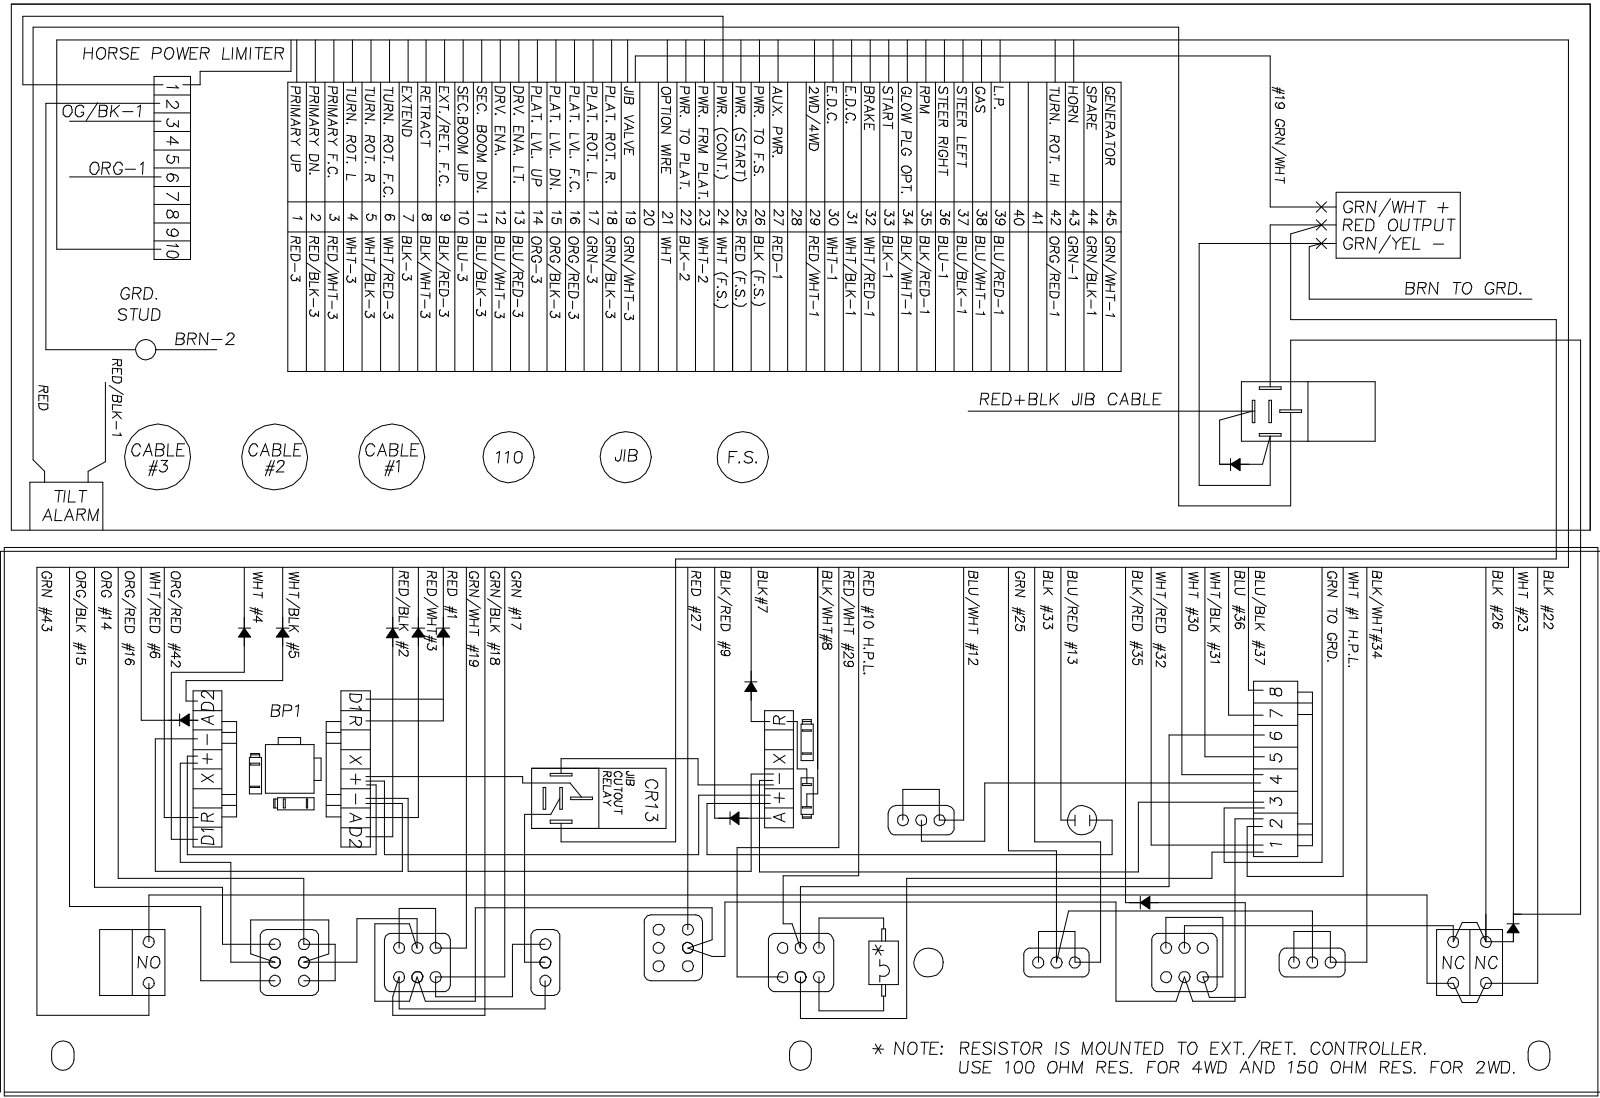 HORSE POWER LIMITER
1
2
3
4
5
6
7
8
9
10
OG/BK-1
ORG-1
GRD.
STUD
BRN-2
RED
RED/BLK-1
TILT
ALARM
CABLE
#3
CABLE
#2
CABLE
#1
110
JIB
F.S.
PRIMARY UP 1 RED-3
PRIMARY DN. 2 RED/BLK-3
PRIMARY F.C. 3 RED/WHT-3
TURN. ROT. L 4 WHT-3
TURN. ROT. R 5 WHT/BLK-3
TURN. ROT. F.C. 6 WHT/RED-3
EXTEND 7 BLK-3
RETRACT 8 BLK/WHT-3
EXT./RET. F.C. 9 BLK/RED-3
SEC.BOOM UP 10 BLU-3
SEC. BOOM DN. 11 BLU/BLK-3
DRV. ENA. 12 BLU/WHT-3
DRV. ENA. LT. 13 BLU/RED-3
PLAT. LVL. UP 14 ORG-3
PLAT. LVL. DN. 15 ORG/BLK-3
PLAT. LVL. F.C. 16 ORG/RED-3
PLAT. ROT. L. 17 GRN-3
PLAT. ROT. R. 18 GRN/BLK-3
JIB VALVE 19 GRN/WHT-3
20
OPTION WIRE 21 WHT
PWR. TO PLAT. 22 BLK-2
PWR. FRM PLAT. 23 WHT-2
PWR. (CONT.) 24 WHT (F.S.)
PWR. (START) 25 RED (F.S.)
PWR. TO F.S. 26 BLK (F.S.)
AUX. PWR. 27 RED-1
28
2WD/4WD 29 RED/WHT-1
E.D.C. 30 WHT-1
E.D.C. 31 WHT/BLK-1
BRAKE 32 WHT/RED-1
START 33 BLK-1
GLOW PLG OPT. 34 BLK/WHT-1
RPM 35 BLK/RED-1
STEER RIGHT 36 BLU-1
STEER LEFT 37 BLU/BLK-1
GAS 38 BLU/WHT-1
L.P. 39 BLU/RED-1
40
41
TURN. ROT. HI 42 ORG/RED-1
HORN 43 GRN-1
SPARE 44 GRN/BLK-1
GENERATOR 45 GRN/WHT-1
#19 GRN/WHT
GRN/WHT +
RED OUTPUT
GRN/YEL -
BRN TO GRD.
RED+BLK JIB CABLE
GRN #43
ORG/BLK #15
ORG #14
ORG/RED #16
WHT/RED #6
ORG/RED #42
WHT #4
WHT/BLK #5
RED/BLK #2
RED/WHT#3
RED #1
GRN/WHT #19
GRN/BLK #18
GRN #17
RED #27
BLK/RED #9
BLK#7
BLK/WHT#8
RED/WHT #29
RED #10 H.P.L.
BLU/WHT #12
GRN #25
BLK #33
BLU/RED #13
BLK/RED #35
WHT/RED #32
WHT #30
WHT/BLK #31
BLU #36
BLU/BLK #37
GRN TO GRD.
WHT #1 H.P.L.
BLK/WHT#34
BLK #26
WHT #23
BLK #22
D2
A
-
+
X
R
D1
BP1
D1
R
X
+
-
A
D2
JIB
CUTOUT
RELAY
CR13
R
X
-
+
A
8
7
6
5
4
3
2
1
NO
*
NC
NC
* NOTE: RESISTOR IS MOUNTED TO EXT./RET. CONTROLLER.
USE 100 OHM RES. FOR 4WD AND 150 OHM RES. FOR 2WD.